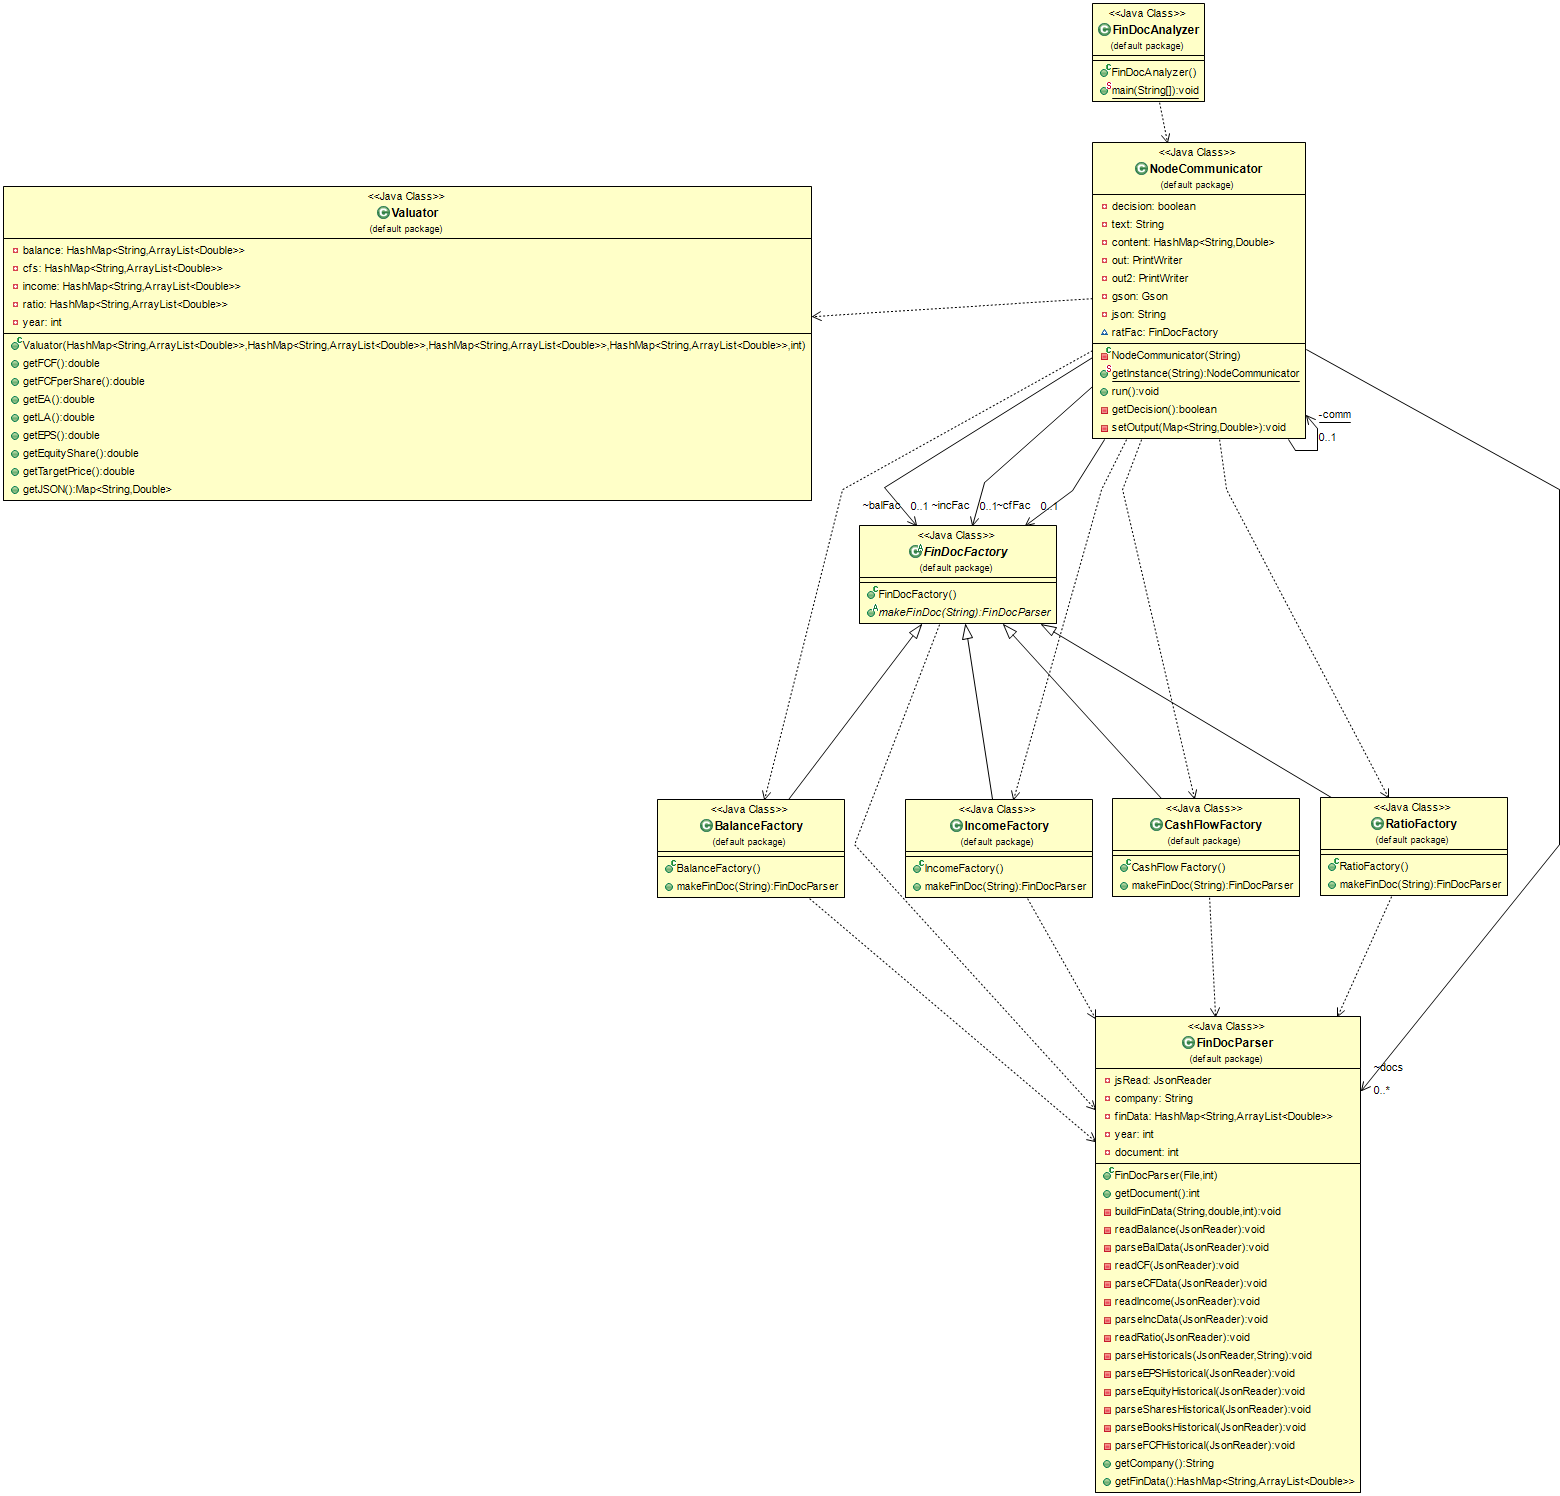 <<Java Class>>
FinDocAnalyzer
(default package)
FinDocAnalyzer()
main(String[]):void
<<Java Class>>
NodeCommunicator
(default package)
decision: boolean
text: String
content: HashMap<String,Double>
out: PrintWriter
out2: PrintWriter
gson: Gson
json: String
ratFac: FinDocFactory
NodeCommunicator(String)
getInstance(String):NodeCommunicator
run():void
getDecision():boolean
setOutput(Map<String,Double>):void
-comm
0..1
<<Java Class>>
Valuator
(default package)
balance: HashMap<String,ArrayList<Double>>
cfs: HashMap<String,ArrayList<Double>>
income: HashMap<String,ArrayList<Double>>
ratio: HashMap<String,ArrayList<Double>>
year: int
Valuator(HashMap<String,ArrayList<Double>>,HashMap<String,ArrayList<Double>>,HashMap<String,ArrayList<Double>>,HashMap<String,ArrayList<Double>>,int)
getFCF():double
getFCFperShare():double
getEA():double
getLA():double
getEPS():double
getEquityShare():double
getTargetPrice():double
getJSON():Map<String,Double>
~balFac 0..1 ~incFac 0..1 ~cfFac 0..1
<<Java Class>>
FinDocFactory
(default package)
FinDocFactory()
makeFinDoc(String):FinDocParser
<<Java Class>>
BalanceFactory
(default package)
BalanceFactory()
makeFinDoc(String):FinDocParser
<<Java Class>>
IncomeFactory
(default package)
IncomeFactory()
makeFinDoc(String):FinDocParser
<<Java Class>>
CashFlowFactory
(default package)
CashFlowFactory()
makeFinDoc(String):FinDocParser
<<Java Class>>
RatioFactory
(default package)
RatioFactory()
makeFinDoc(String):FinDocParser
<<Java Class>>
FinDocParser
(default package)
~docs
0..*
jsRead: JsonReader
company: String
finData: HashMap<String,ArrayList<Double>>
year: int
document: int
FinDocParser(File,int)
getDocument():int
buildFinData(String,double,int):void
readBalance(JsonReader):void
parseBalData(JsonReader):void
readCF(JsonReader):void
parseCFData(JsonReader):void
readIncome(JsonReader):void
parseIncData(JsonReader):void
readRatio(JsonReader):void
parseHistoricals(JsonReader,String):void
parseEPSHistorical(JsonReader):void
parseEquityHistorical(JsonReader):void
parseSharesHistorical(JsonReader):void
parseBooksHistorical(JsonReader):void
parseFCFHistorical(JsonReader):void
getCompany():String
getFinData():HashMap<String,ArrayList<Double>>